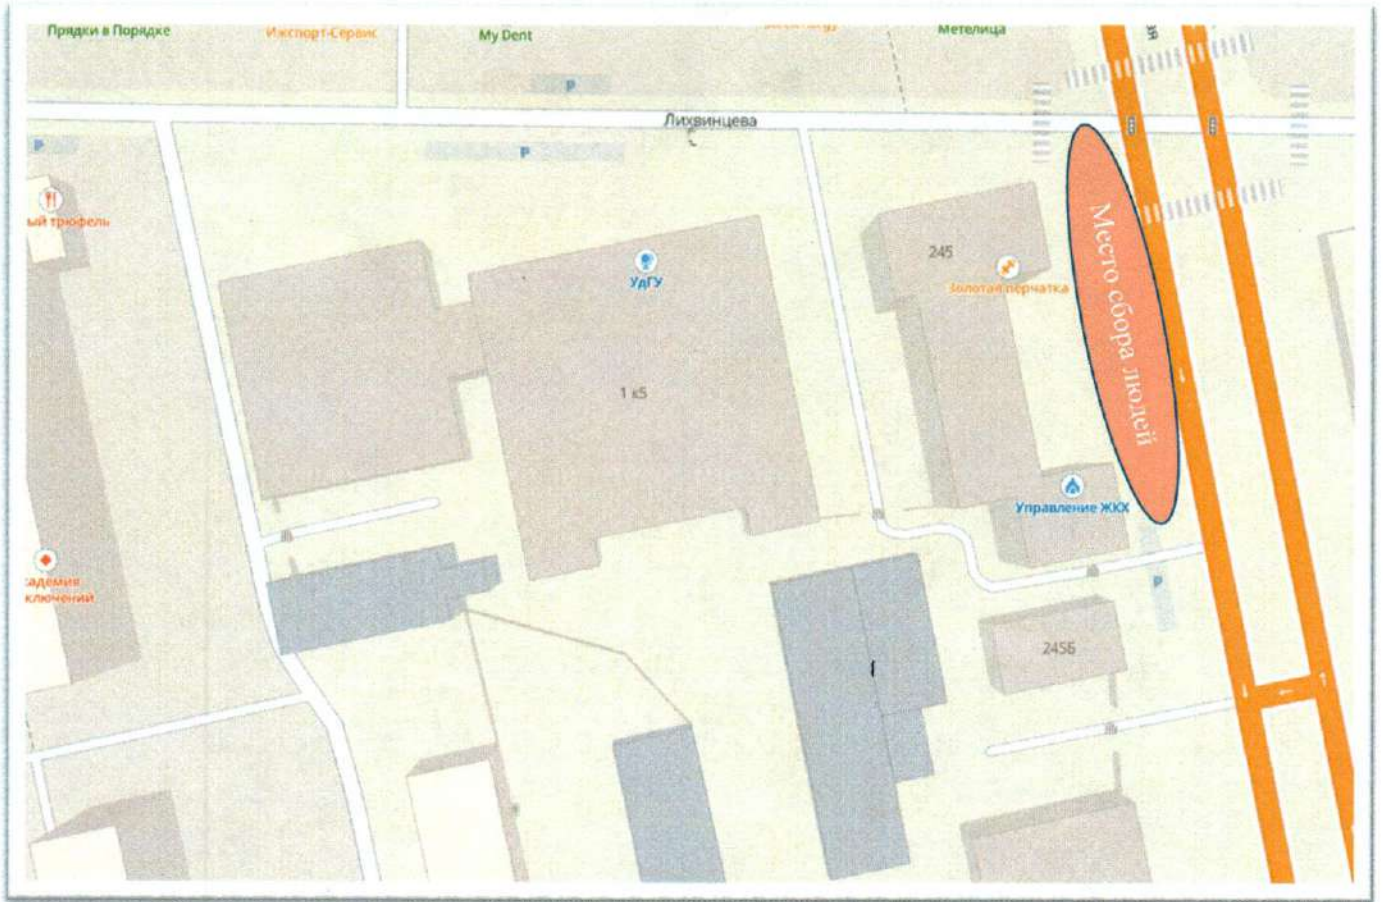 Прядки в Порядке
Ижспорт-Сервис
My Dent
Метелица
Р
Лихвинцева
Р
Р
ый трюфель
УдГУ
245
Золотая перчатка
Место сбора людей
1 к5
Управление ЖКХ
кадемия
ключений
Р
245Б